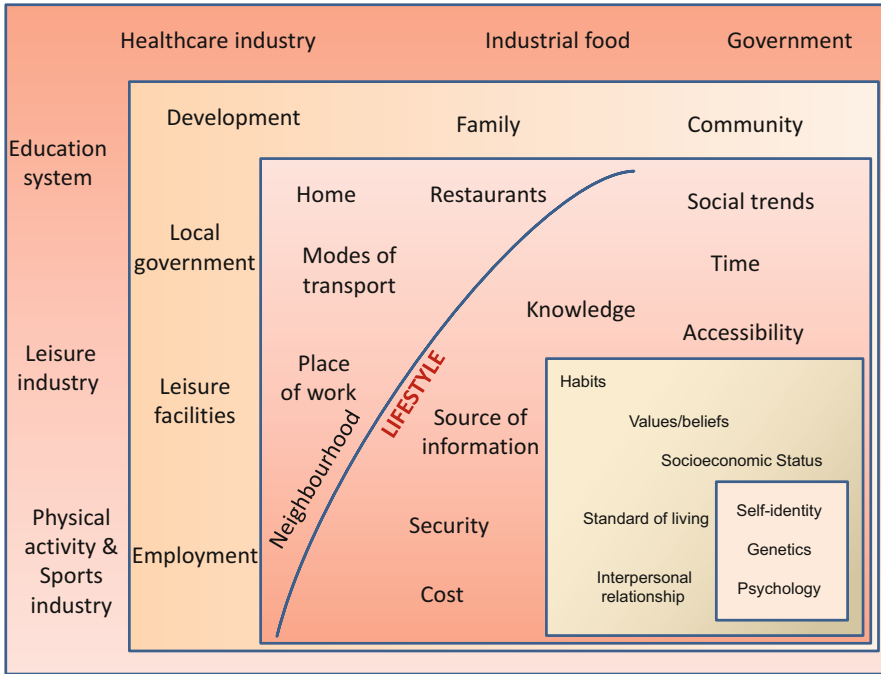 Healthcare industry
Industrial food
Government
Education
system
Leisure
industry
Physical
activity &
Sports
industry
Development
Family
Community
Local
government
Leisure
facilities
Employment
Home
Restaurants
Social trends
Modes of
transport
Time
Knowledge
Accessibility
Place
of work
Neighbourhood
LIFESTYLE
Source of
information
Security
Cost
Habits
Values/beliefs
Socioeconomic Status
Standard of living
Interpersonal
relationship
Self-identity
Genetics
Psychology